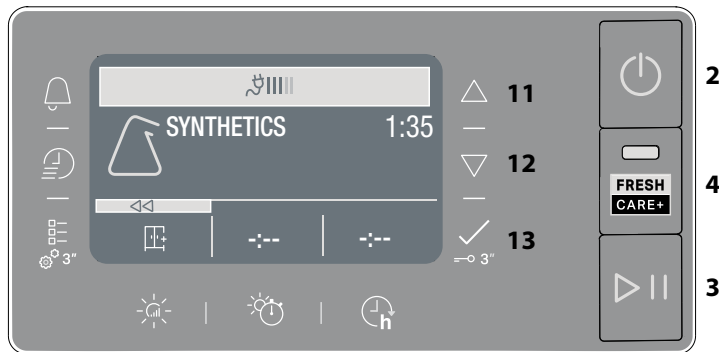 2
11
SYNTHETICS 1:35
12
FRESH
CARE+
4
-:-- -:--
13
3"
3"
3
h